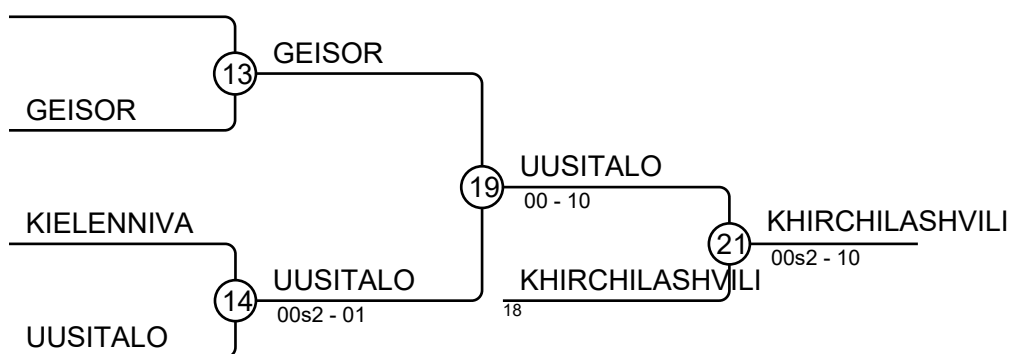 GEISOR
13
GEISOR
UUSITALO
19
00 - 10
KIELENNIVA
KHIRCHILASHVILI
21
00s2 - 10
UUSITALO
KHIRCHILASHVILI
14
18
00s2 - 01
UUSITALO